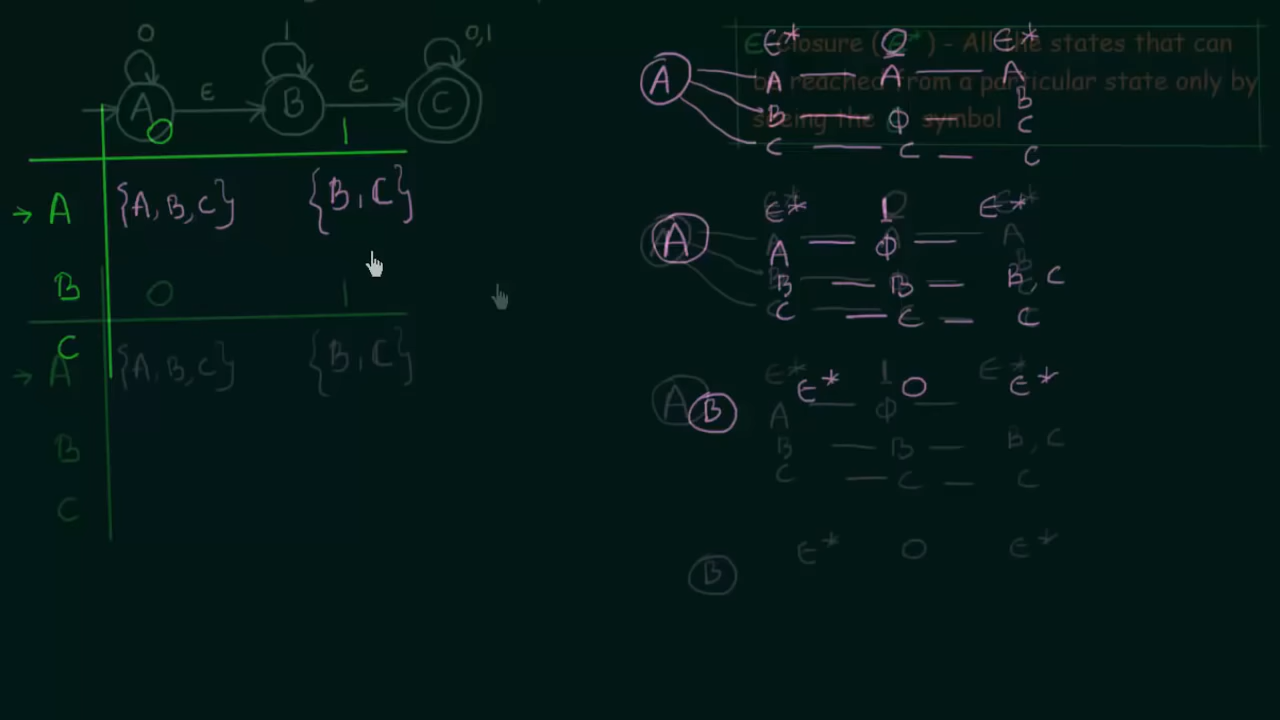 0 1 0,1
A ε B ε C
∈ Closure (∈*) - All the states that can
be reached from a particular state only by
seeing the ∈ symbol
∈* 0 ∈*
A A A A
B Φ B
C
C C C
0 1
→ A {A, B, C} {B, C}
B
C
∈* 1 ∈*
A A Φ
B B B, C
C C C
B ∈* 0 ∈*
0 1
→ A {A, B, C} {B, C}
B
C
A ∈* 1 ∈*
A Φ
B B B, C
C C C
B ∈* 0 ∈*